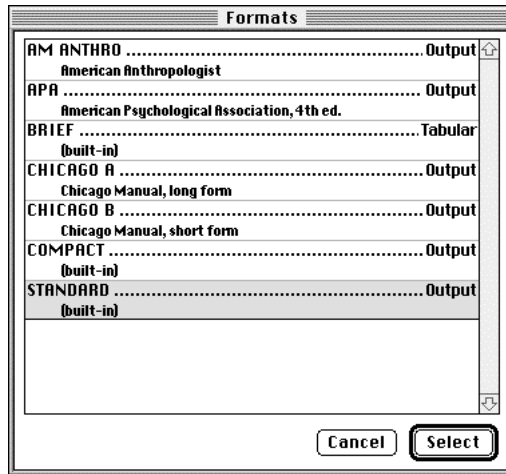 Formats
AM ANTHRO ............................................ Output
American Anthropologist
APA ............................................ Output
American Psychological Association, 4th ed.
BRIEF ............................................ Tabular
(built-in)
CHICAGO A ............................................ Output
Chicago Manual, long form
CHICAGO B ............................................ Output
Chicago Manual, short form
COMPACT ............................................ Output
(built-in)
STANDARD ............................................ Output
(built-in)
Cancel Select